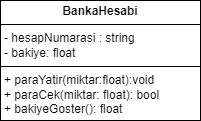 BankaHesabi
- hesapNumarasi : string
- bakiye: float
+ paraYatir(miktar:float):void
+ paraCek(miktar:float): bool
+ bakiyeGoster(): float